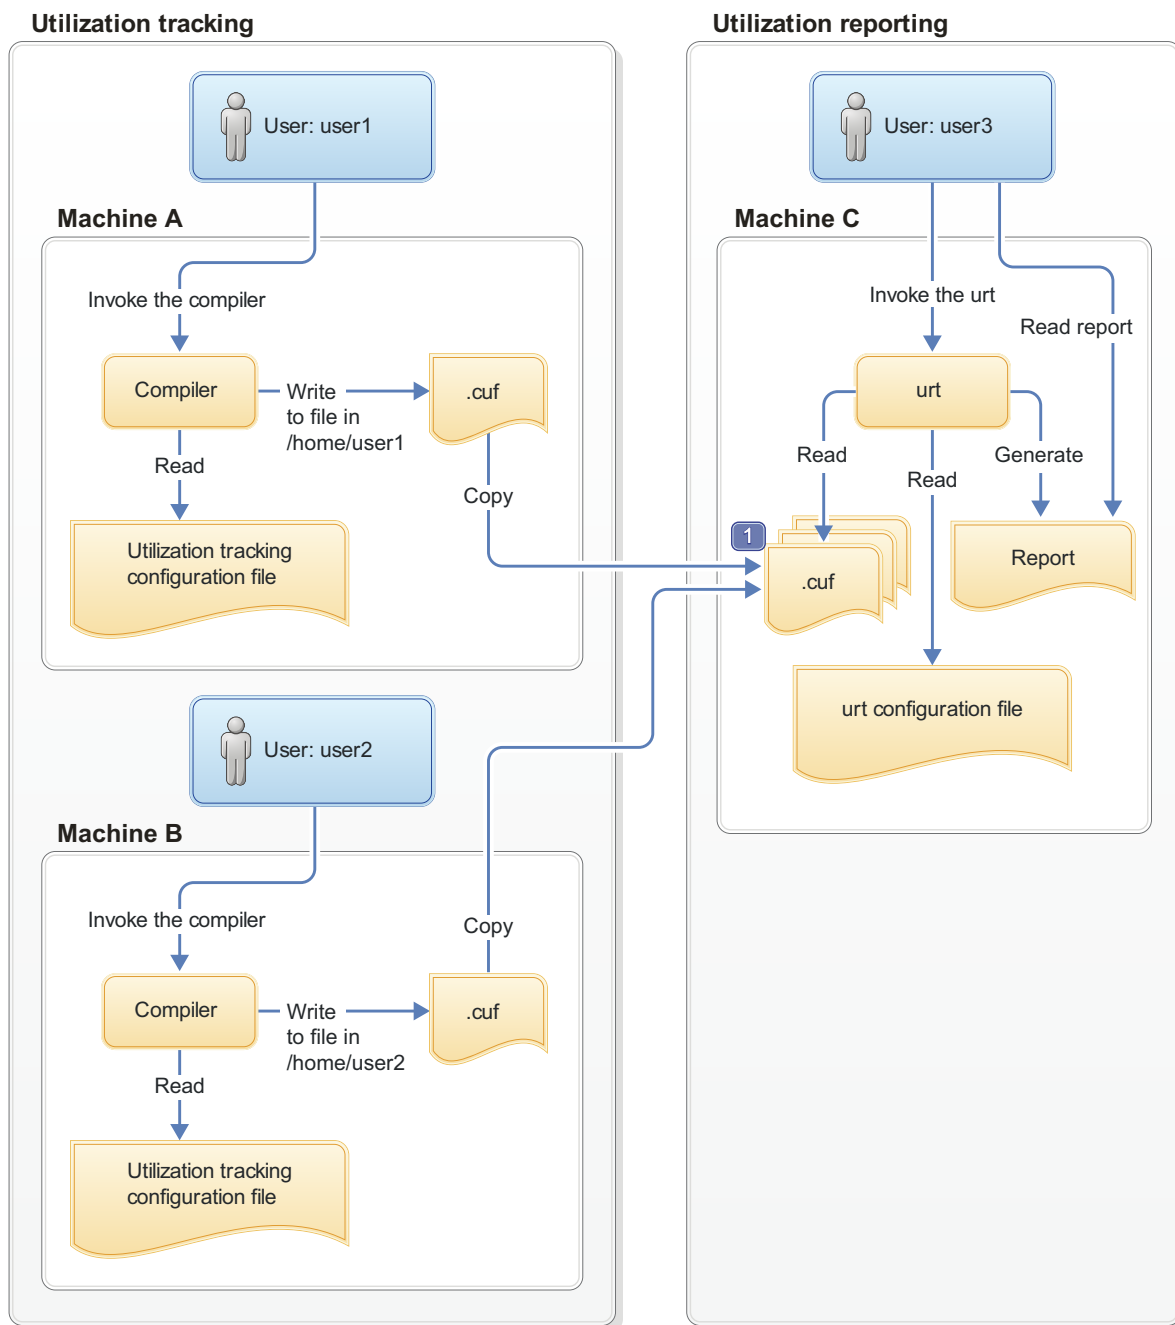 Utilization tracking
User: user1
Machine A
Invoke the compiler
Compiler
Write
to file in
/home/user1
.cuf
Read
Copy
Utilization tracking
configuration file
User: user2
Machine B
Invoke the compiler
Compiler
Write
to file in
/home/user2
.cuf
Copy
Read
Utilization tracking
configuration file
Utilization reporting
User: user3
Machine C
Invoke the urt
Read report
urt
Read
Read
Generate
1
.cuf
Report
urt configuration file